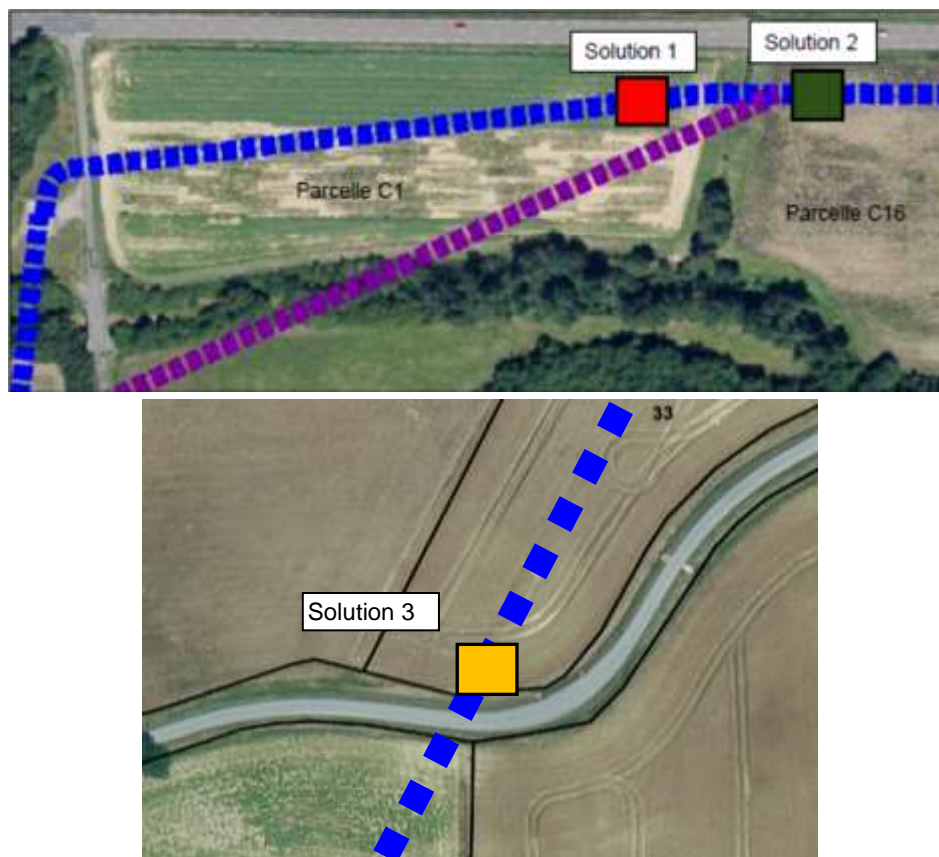 Solution 1
Solution 2
Parcelle C1
Parcelle C16
33
Solution 3